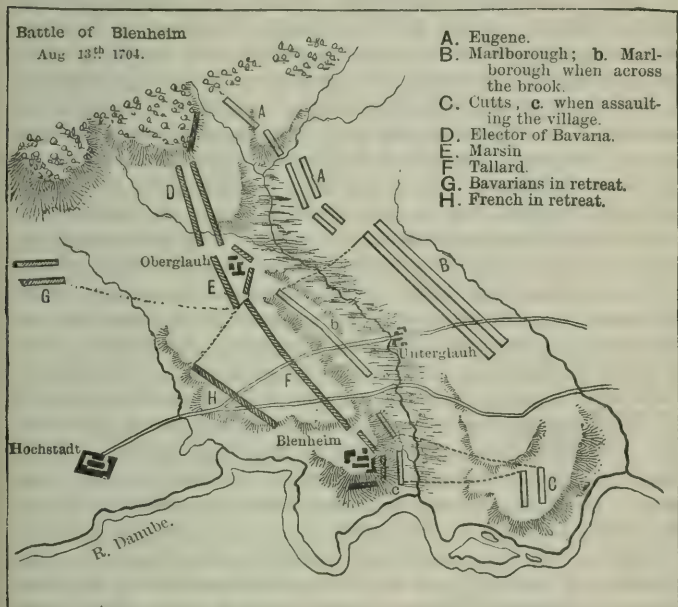 Battle of Blenheim
Aug 13th 1704.
A. Eugene.
B. Marlborough; b. Marl-
borough when across
the brook.
C. Cutts, c. when assault-
ing the village.
D. Elector of Bavaria.
E. Marsin
F Tallard.
G. Bavarians in retreat.
H. French in retreat.
A
A
D
B
Oberglauh
E
G
b
Unterglauh
F
H
Blenheim
Hochstadt
c
C
R. Danube.